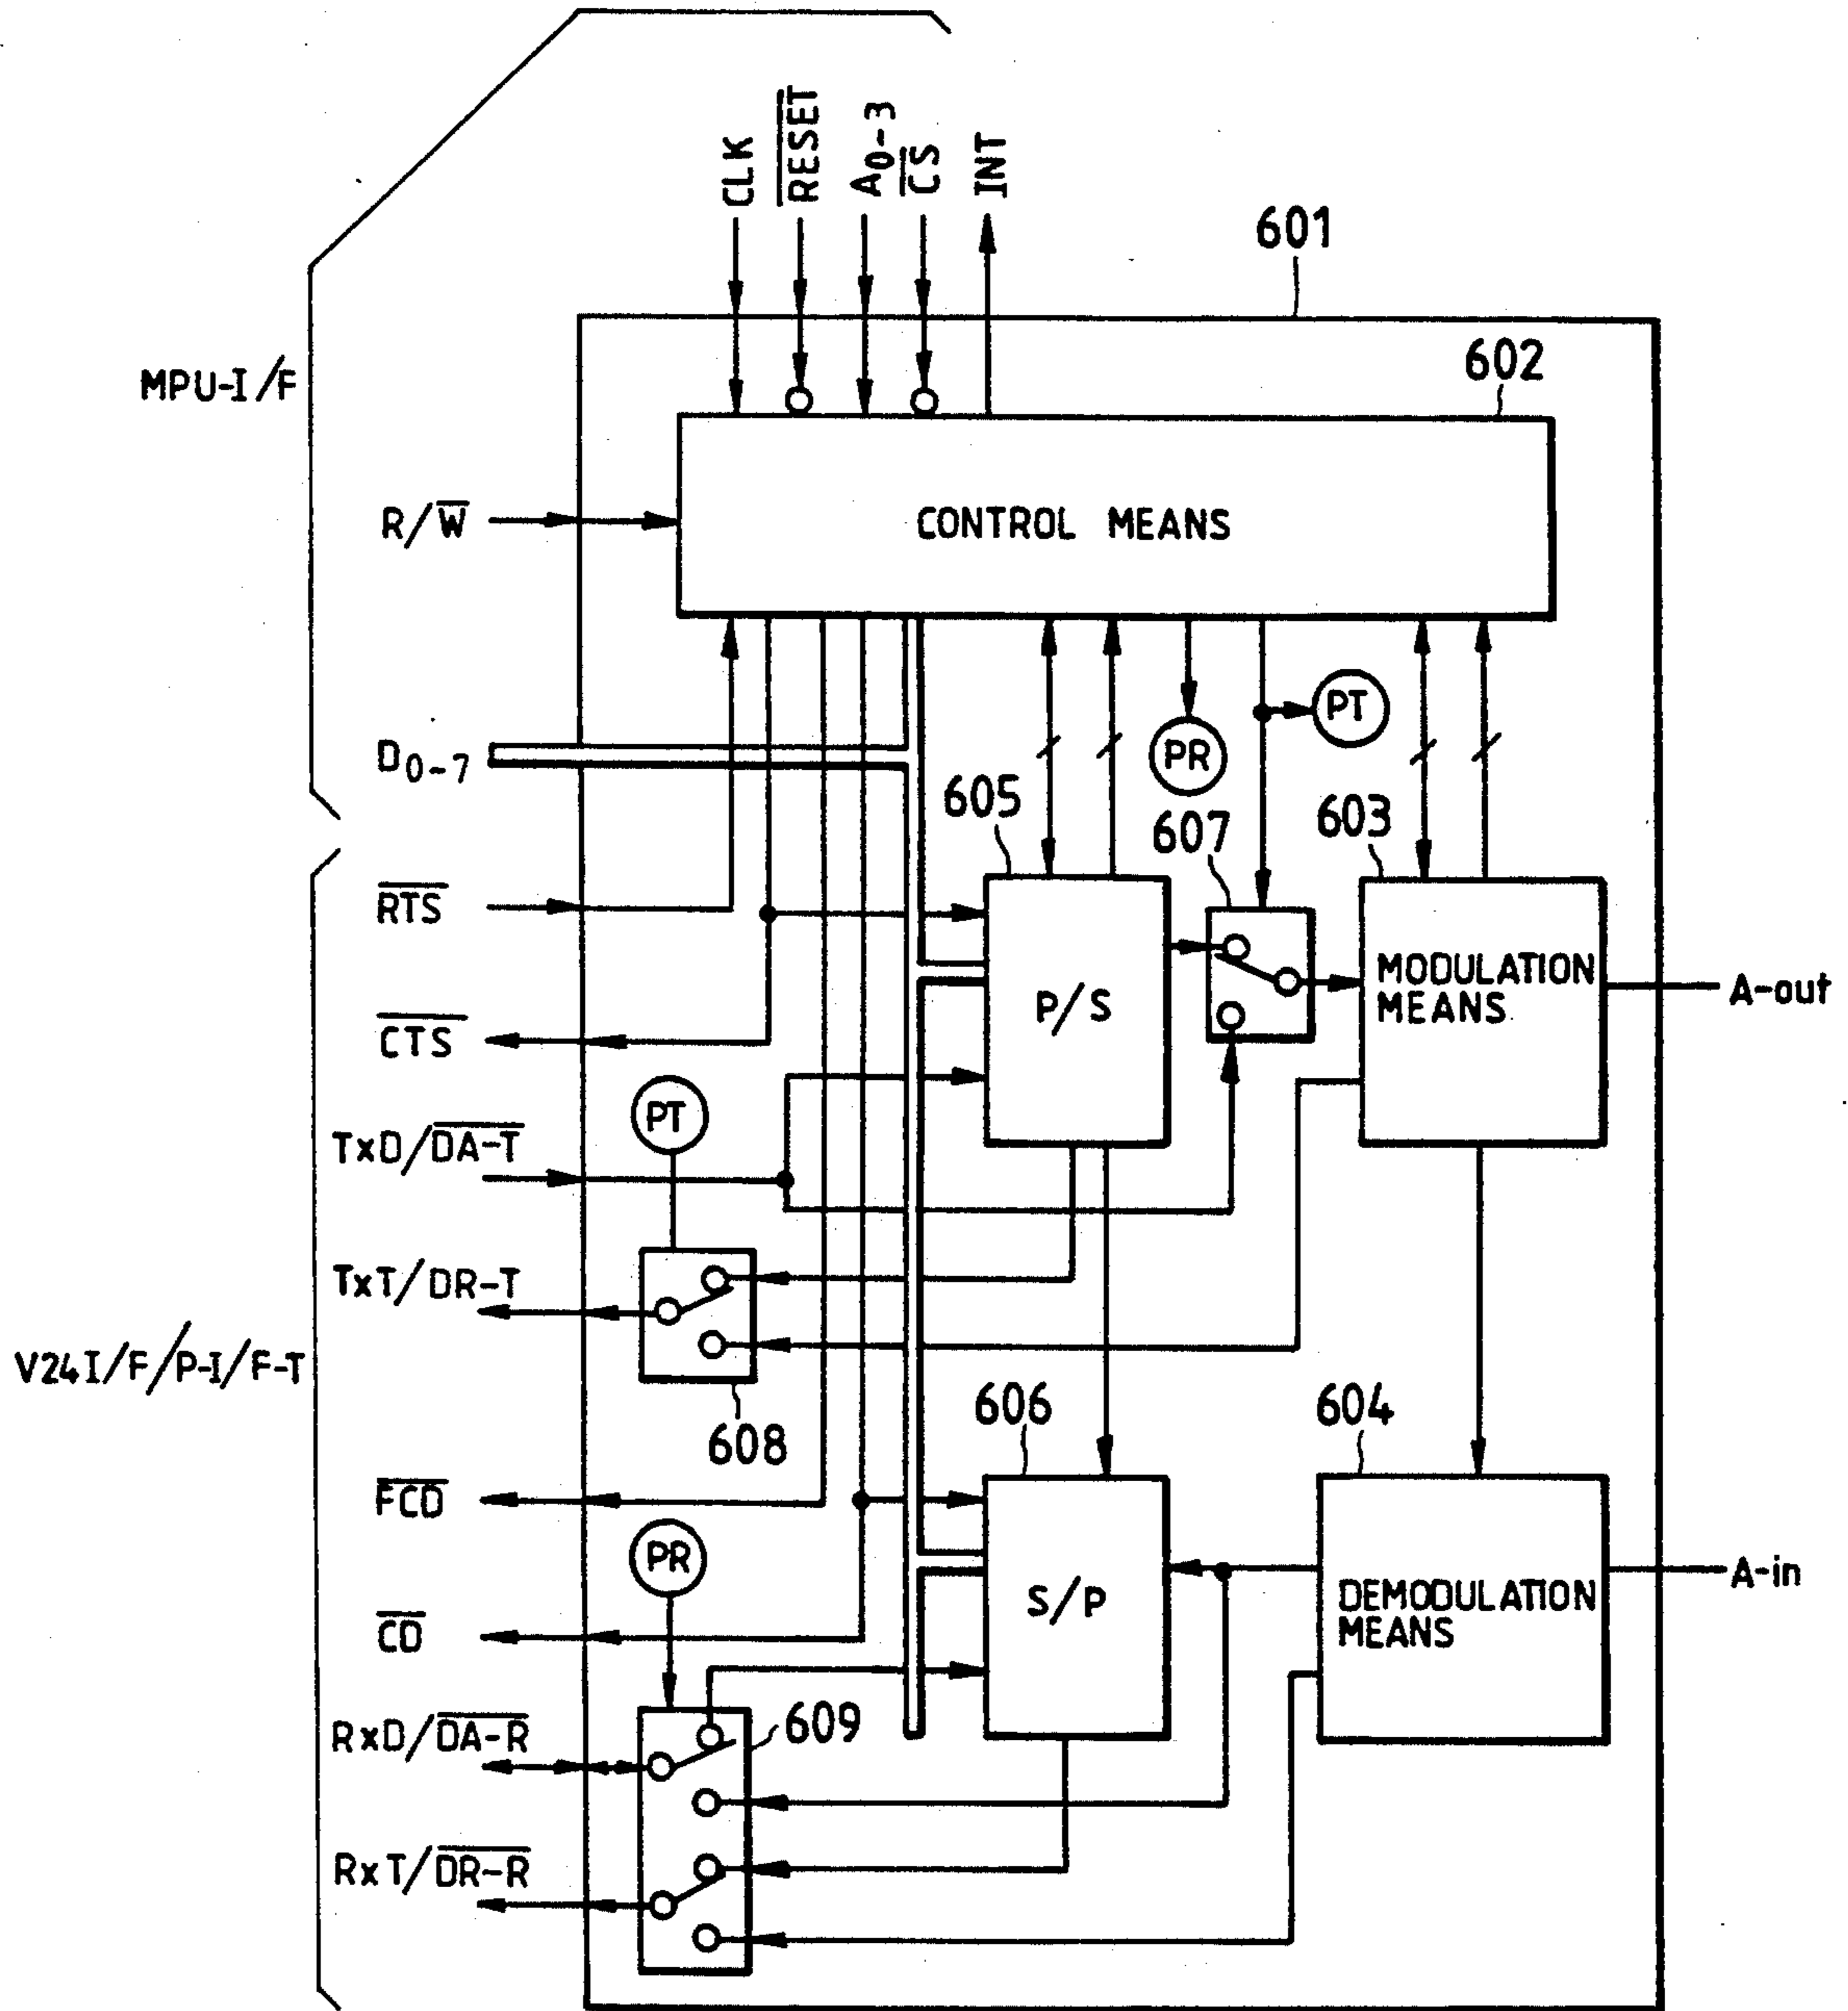 CLK
RESET
A0-3
CS
INT
601
602
MPU-I/F
R/W
CONTROL MEANS
PT
PR
D0-7
605
607
603
RTS
MODULATION
MEANS
A-out
P/S
CTS
PT
TxD/DA-T
TxT/DR-T
V24I/F/P-I/F-T
608
606
604
FCD
PR
A-in
S/P
DEMODULATION
MEANS
CD
609
RxD/DA-R
RxT/DR-R